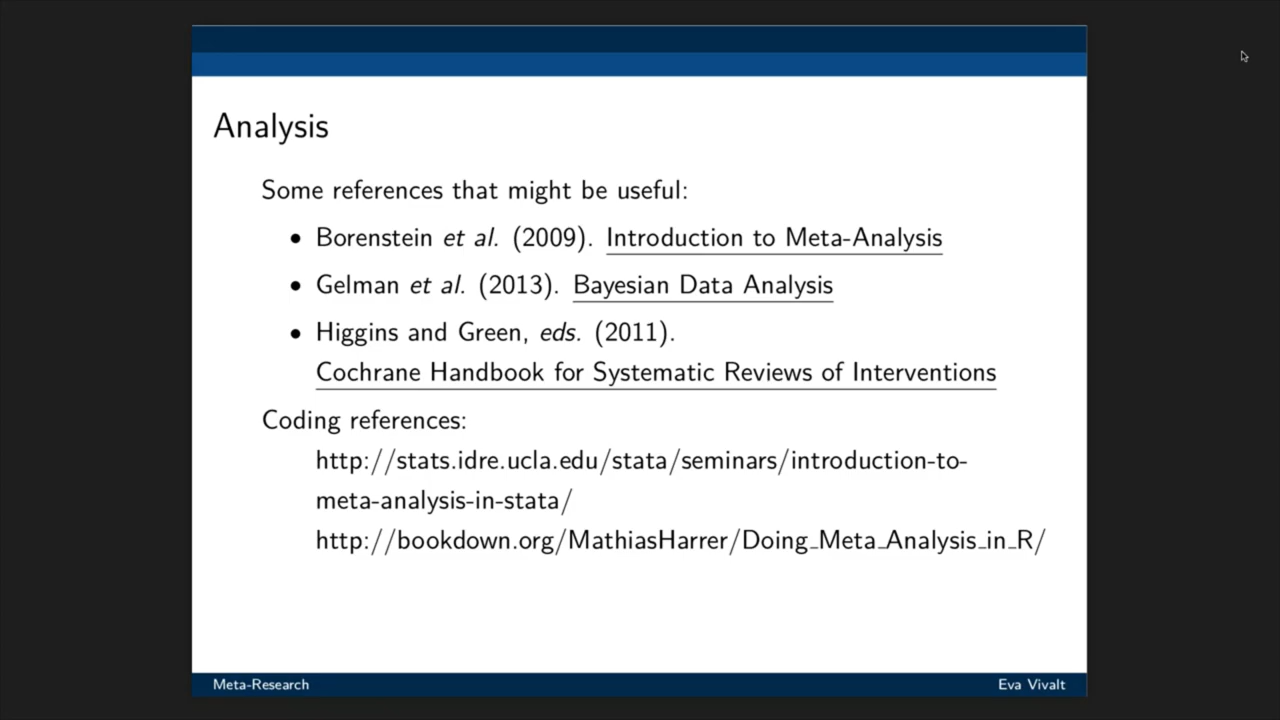 Analysis
Some references that might be useful:
• Borenstein et al. (2009). Introduction to Meta-Analysis
• Gelman et al. (2013). Bayesian Data Analysis
• Higgins and Green, eds. (2011).
Cochrane Handbook for Systematic Reviews of Interventions
Coding references:
http://stats.idre.ucla.edu/stata/seminars/introduction-to-
meta-analysis-in-stata/
http://bookdown.org/MathiasHarrer/Doing_Meta_Analysis_in_R/
Meta-Research
Eva Vivalt